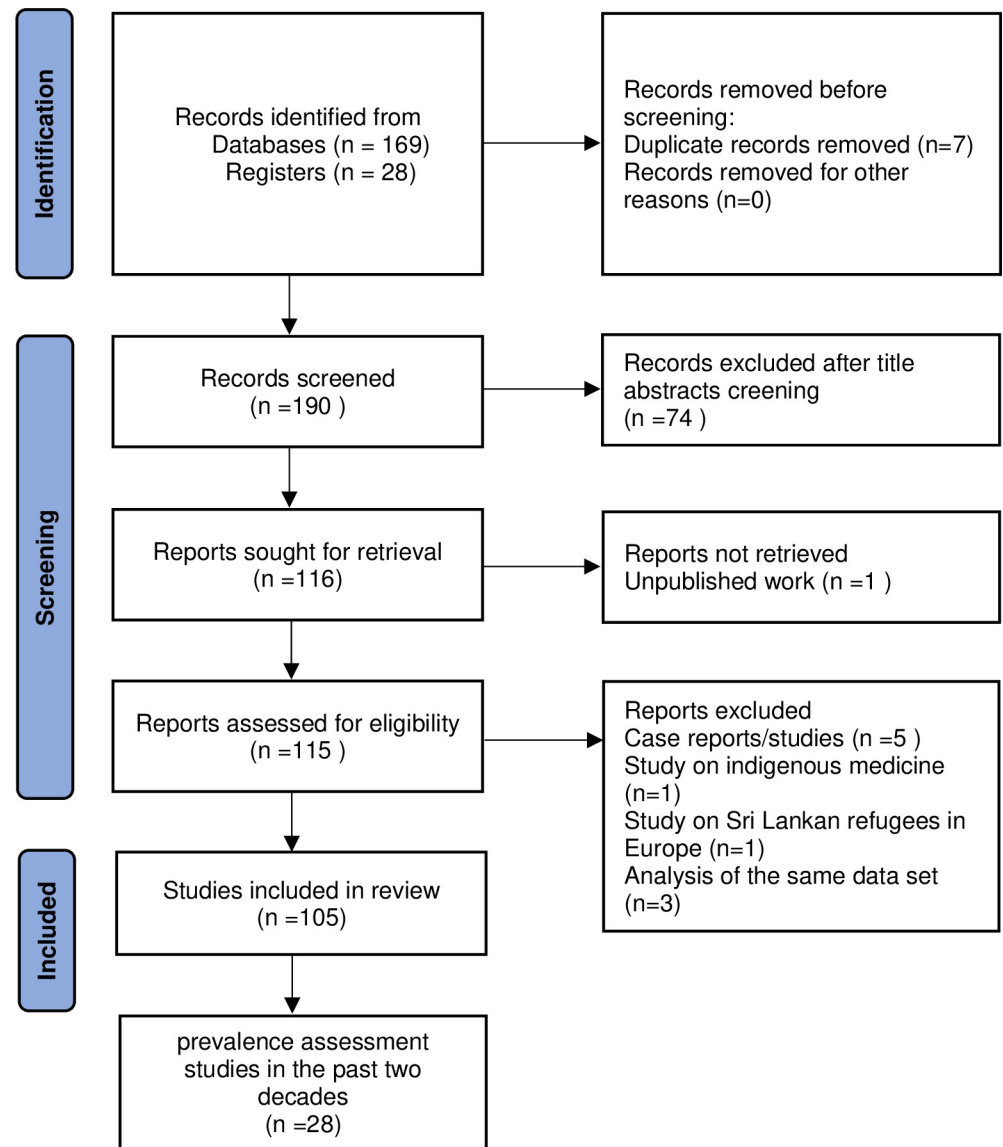 Identification
Records identified from
Databases (n = 169)
Registers (n = 28)
Records removed before
screening:
Duplicate records removed (n=7)
Records removed for other
reasons (n=0)
Screening
Records screened
(n =190 )
Records excluded after title
abstracts creening
(n =74 )
Reports sought for retrieval
(n =116)
Reports not retrieved
Unpublished work (n =1 )
Reports assessed for eligibility
(n =115 )
Reports excluded
Case reports/studies (n =5 )
Study on indigenous medicine
(n=1)
Study on Sri Lankan refugees in
Europe (n=1)
Analysis of the same data set
(n=3)
Included
Studies included in review
(n =105)
prevalence assessment
studies in the past two
decades
(n =28)